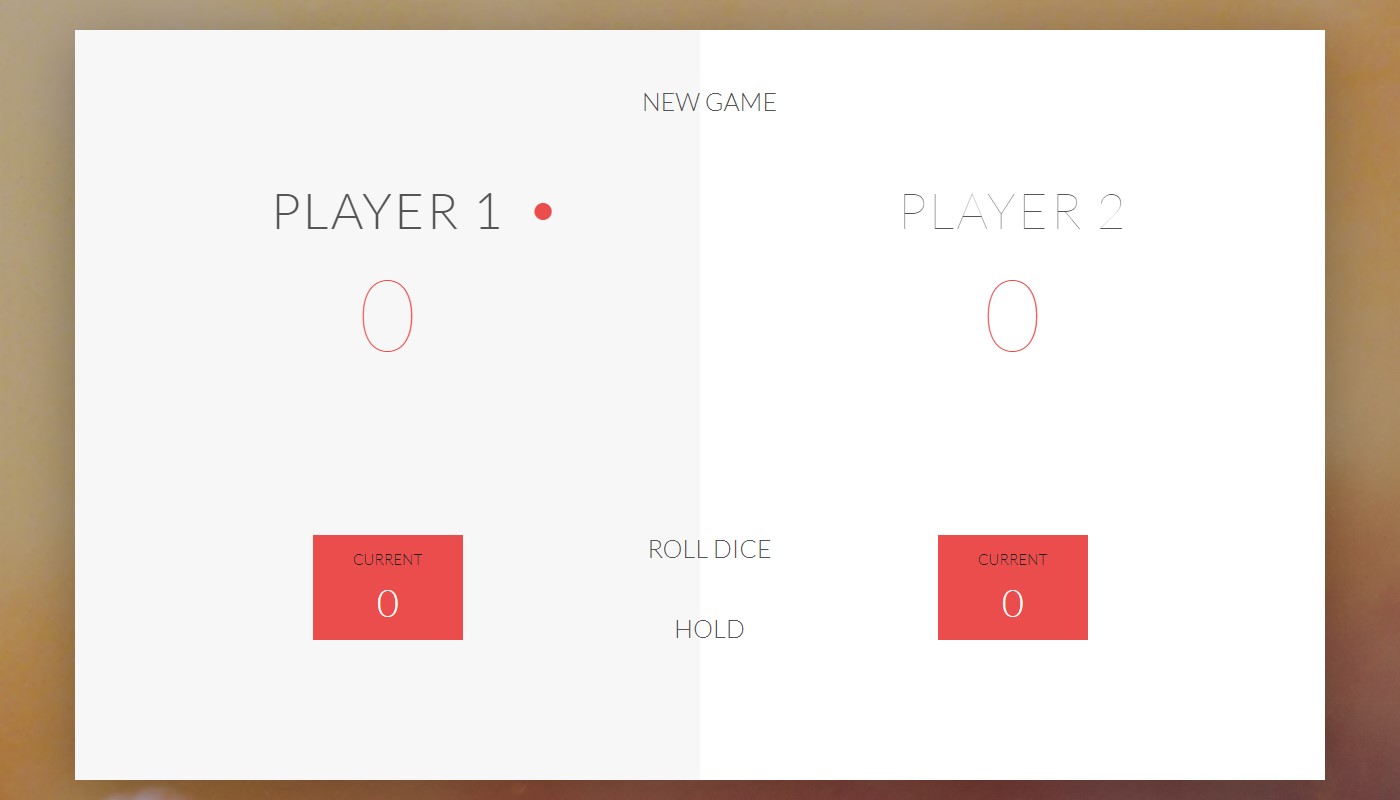 NEW GAME
PLAYER 1
PLAYER 2
0
0
ROLL DICE
CURRENT
CURRENT
0
0
HOLD